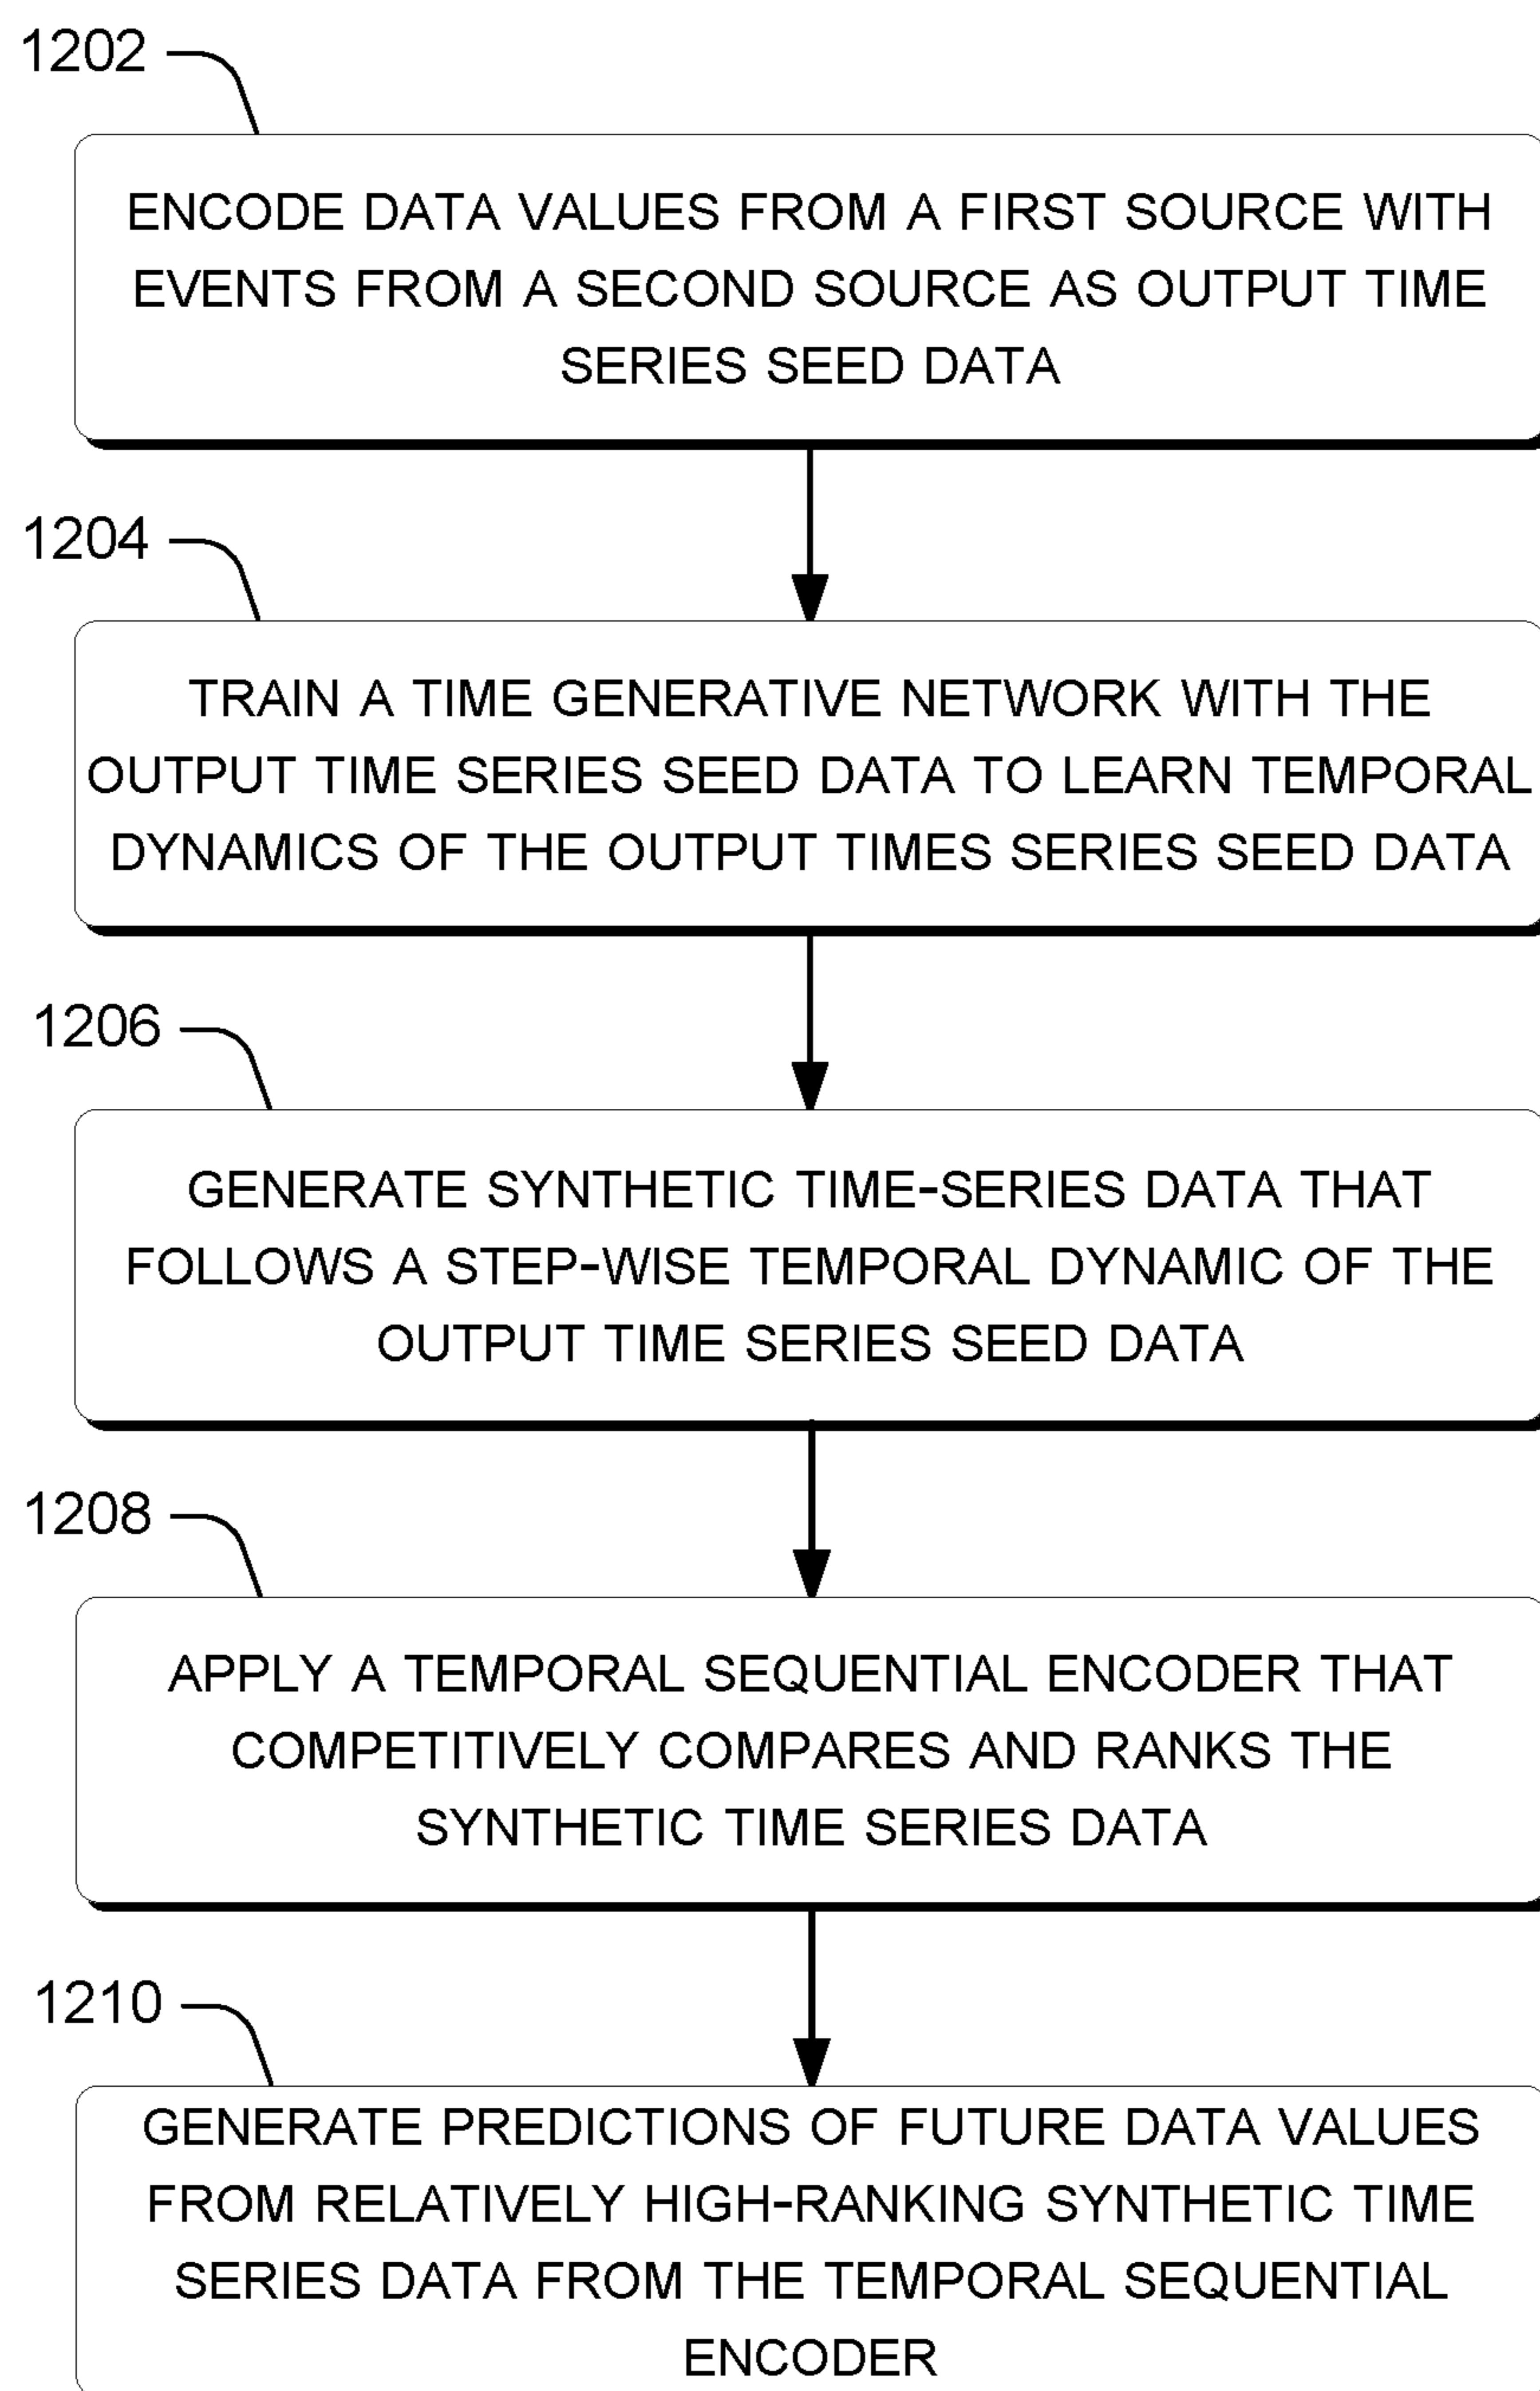 1202
ENCODE DATA VALUES FROM A FIRST SOURCE WITH
EVENTS FROM A SECOND SOURCE AS OUTPUT TIME
SERIES SEED DATA
1204
TRAIN A TIME GENERATIVE NETWORK WITH THE
OUTPUT TIME SERIES SEED DATA TO LEARN TEMPORAL
DYNAMICS OF THE OUTPUT TIMES SERIES SEED DATA
1206
GENERATE SYNTHETIC TIME-SERIES DATA THAT
FOLLOWS A STEP-WISE TEMPORAL DYNAMIC OF THE
OUTPUT TIME SERIES SEED DATA
1208
APPLY A TEMPORAL SEQUENTIAL ENCODER THAT
COMPETITIVELY COMPARES AND RANKS THE
SYNTHETIC TIME SERIES DATA
1210
GENERATE PREDICTIONS OF FUTURE DATA VALUES
FROM RELATIVELY HIGH-RANKING SYNTHETIC TIME
SERIES DATA FROM THE TEMPORAL SEQUENTIAL
ENCODER